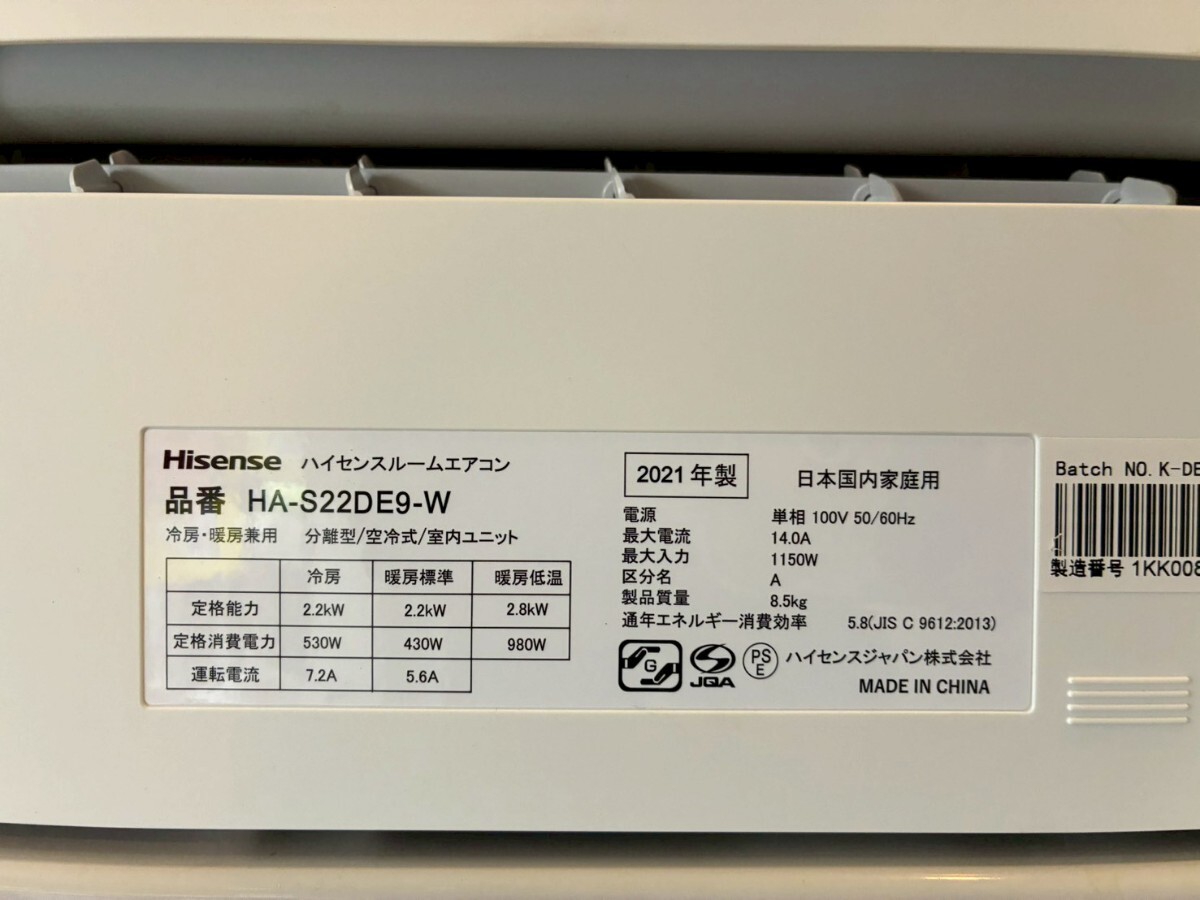 Hisense ハイセンスルームエアコン
品番 HA-S22DE9-W
冷房・暖房兼用 分離型/空冷式/室内ユニット
冷房 暖房標準 暖房低温
定格能力 2.2kW 2.2kW 2.8kW
定格消費電力 530W 430W 980W
運転電流 7.2A 5.6A
2021年製 日本国内家庭用
電源 単相 100V 50/60Hz
最大電流 14.0A
最大入力 1150W
区分名 A
製品質量 8.5kg
通年エネルギー消費効率 5.8(JIS C 9612:2013)
G JQA PSE ハイセンスジャパン株式会社
MADE IN CHINA
Batch NO. K-DE
製造番号 1KK008